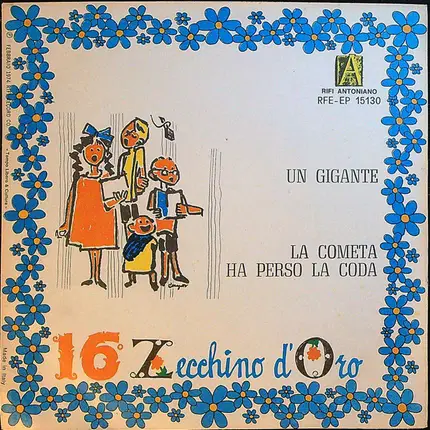 A
RIFI ANTONIANO
RFE-EP 15130
UN GIGANTE
LA COMETA
HA PERSO LA CODA
16 Zecchino d'Oro
Made in Italy